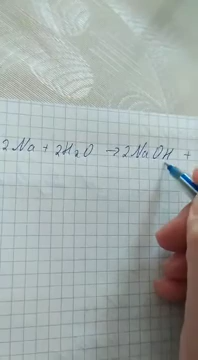 2Na + 2H₂O → 2NaOH +